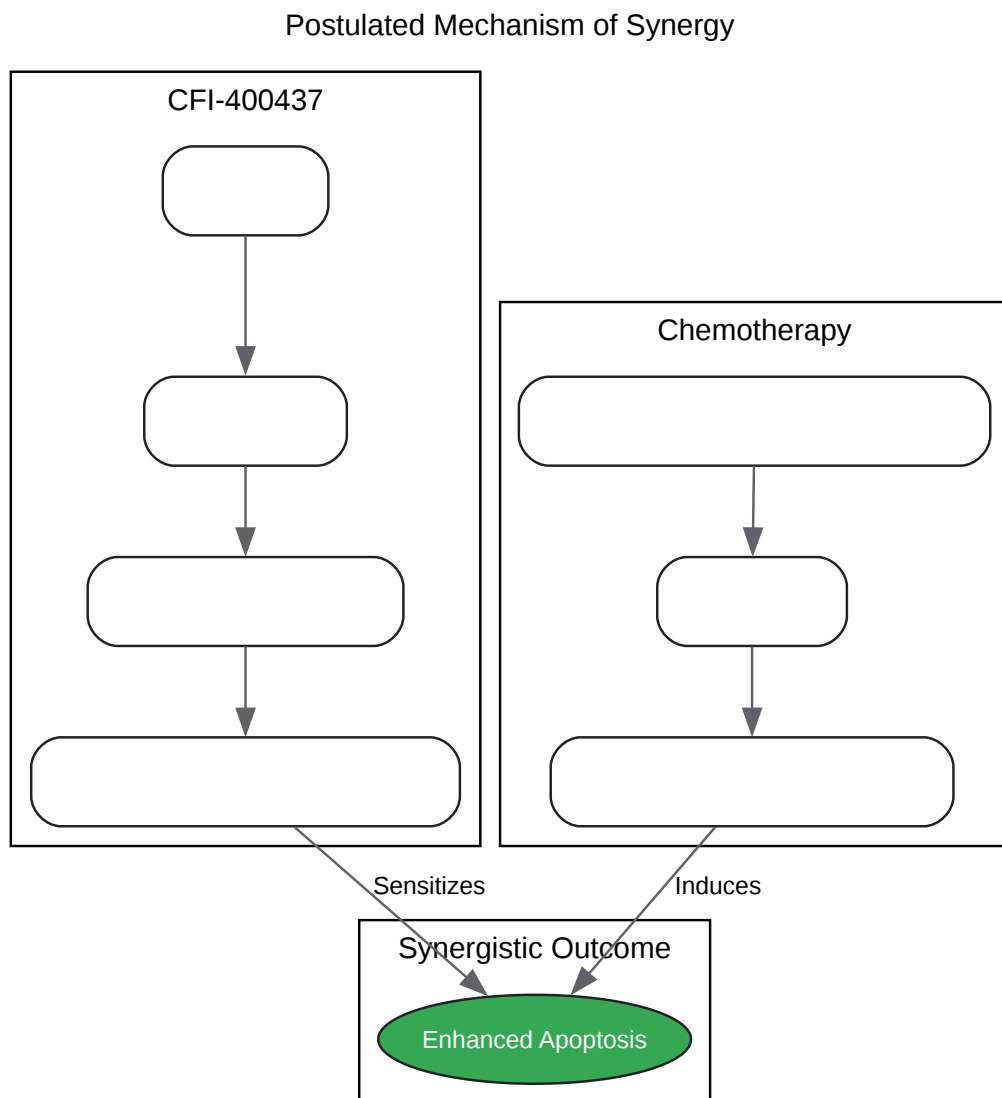 Postulated Mechanism of Synergy
CFI-400437
Chemotherapy
Sensitizes
Induces
Synergistic Outcome
Enhanced Apoptosis